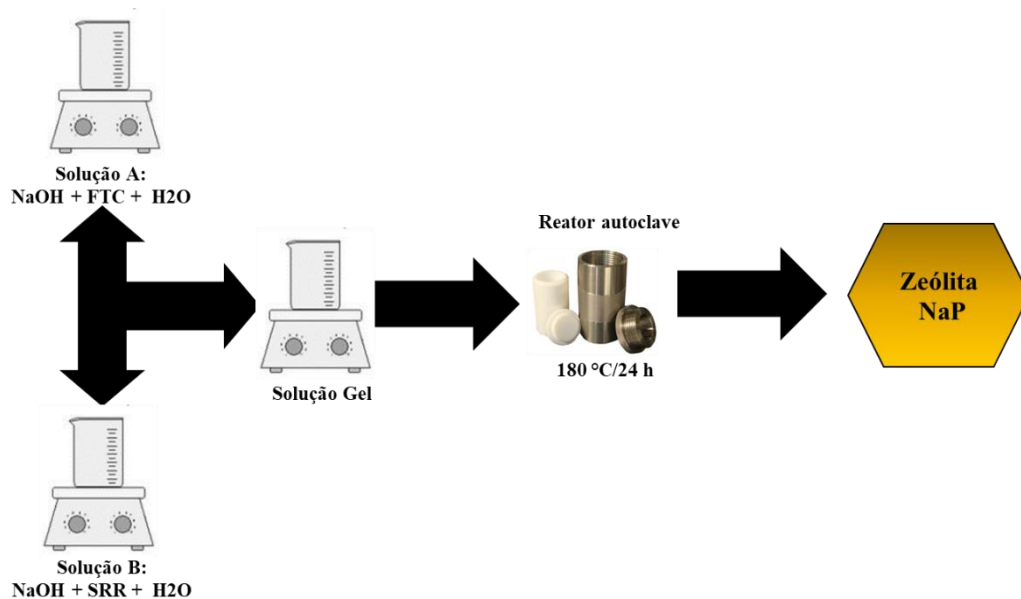 Solução A:
NaOH + FTC + H2O
Reator autoclave
180 °C/24 h
Solução Gel
Zeólita
NaP
Solução B:
NaOH + SRR + H2O